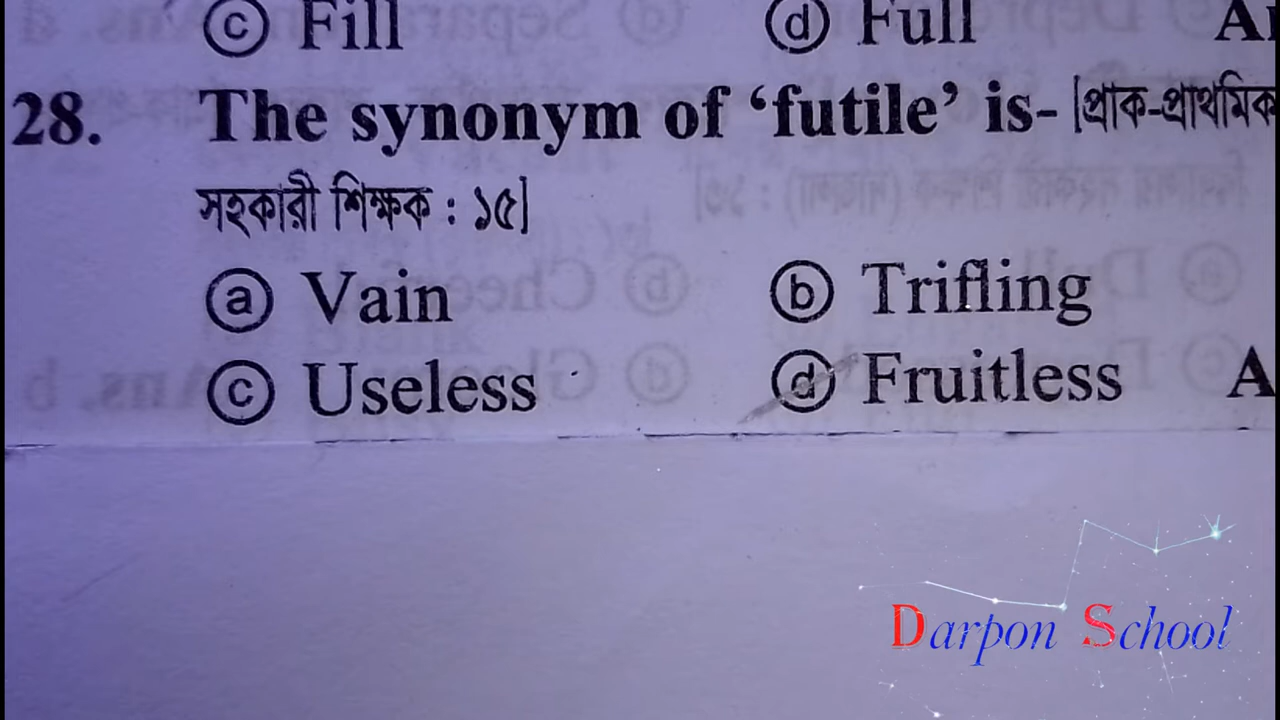 ⓒ Fill ⓓ Full
28. The synonym of ‘futile’ is- [প্রাক-প্রাথমিক
সহকারী শিক্ষক : ১৫]
ⓐ Vain ⓑ Trifling
ⓒ Useless ⓓ Fruitless
Darpon School